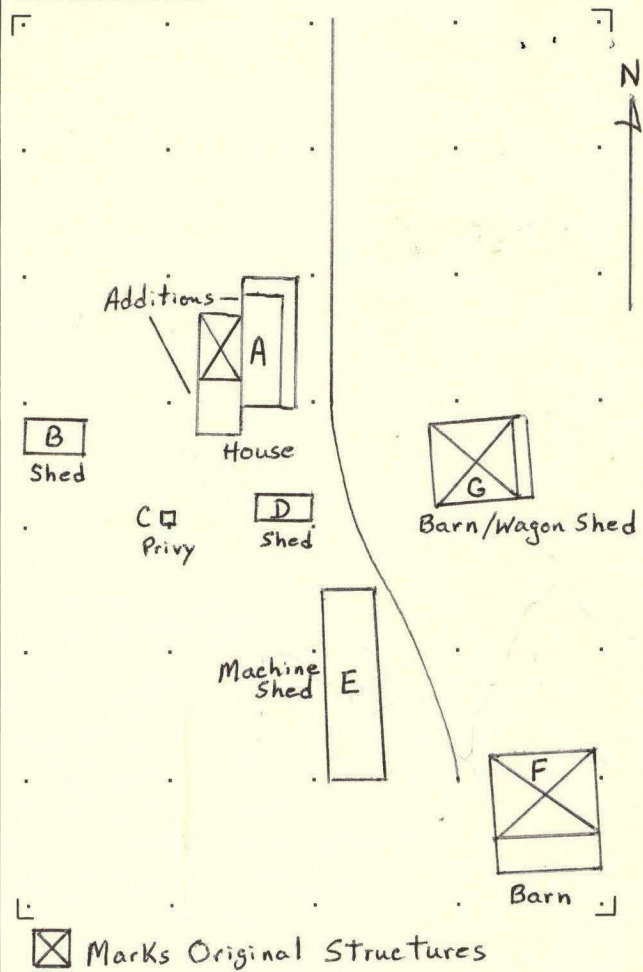 N
Additions
A
B
Shed
House
G
Barn/Wagon Shed
C
Privy
D
Shed
Machine
Shed
E
F
Barn
Marks Original Structures